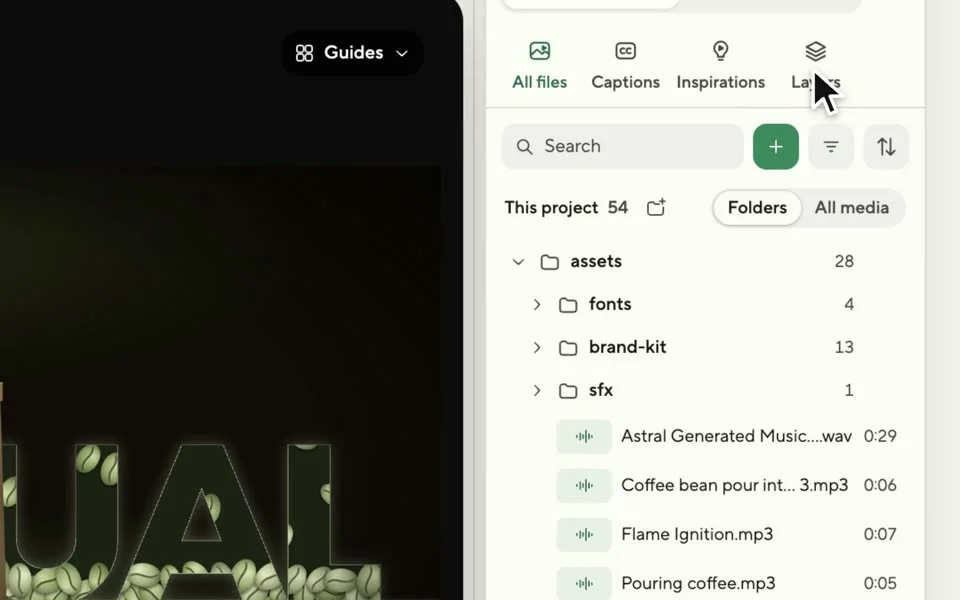 Guides
All files Captions Inspirations Layers
Search
This project 54 Folders All media
assets 28
fonts 4
brand-kit 13
sfx 1
Astral Generated Music....wav 0:29
Coffee bean pour int... 3.mp3 0:06
Flame Ignition.mp3 0:07
Pouring coffee.mp3 0:05
UAL